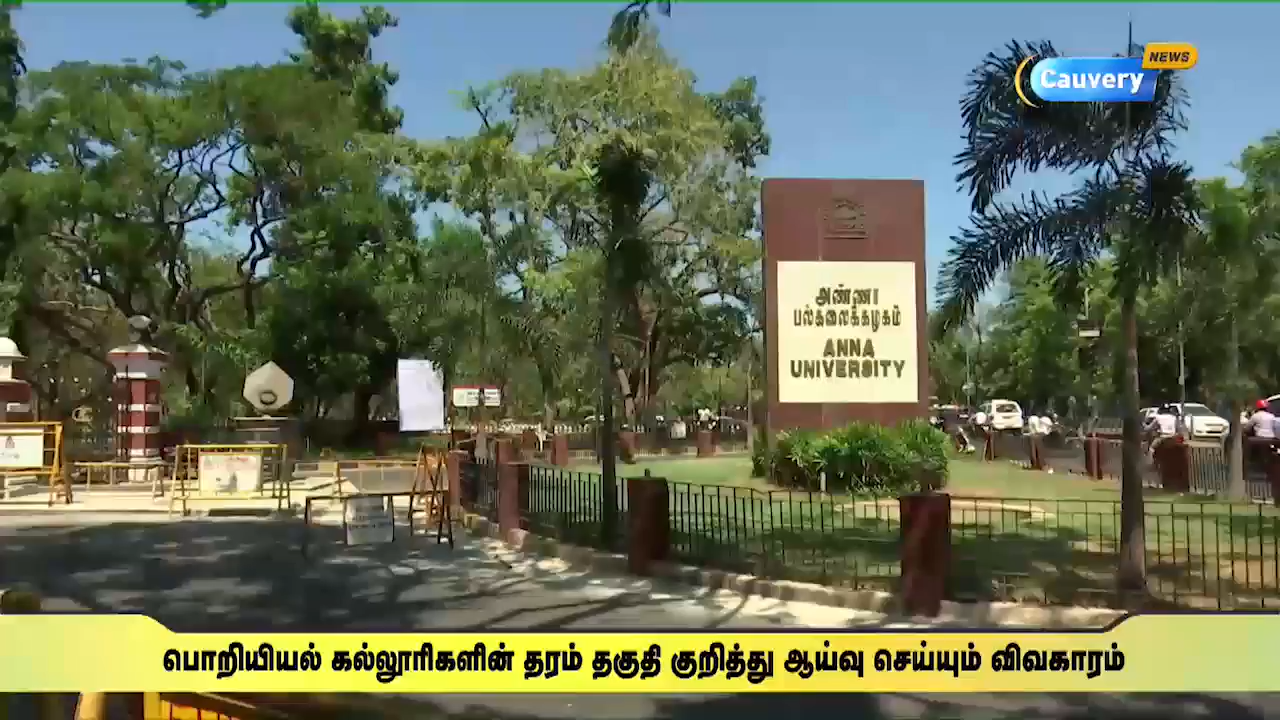 NEWS
Cauvery
அண்ணா
பல்கலைக்கழகம்
ANNA
UNIVERSITY
பொறியியல் கல்லூரிகளின் தரம் தகுதி குறித்து ஆய்வு செய்யும் விவகாரம்